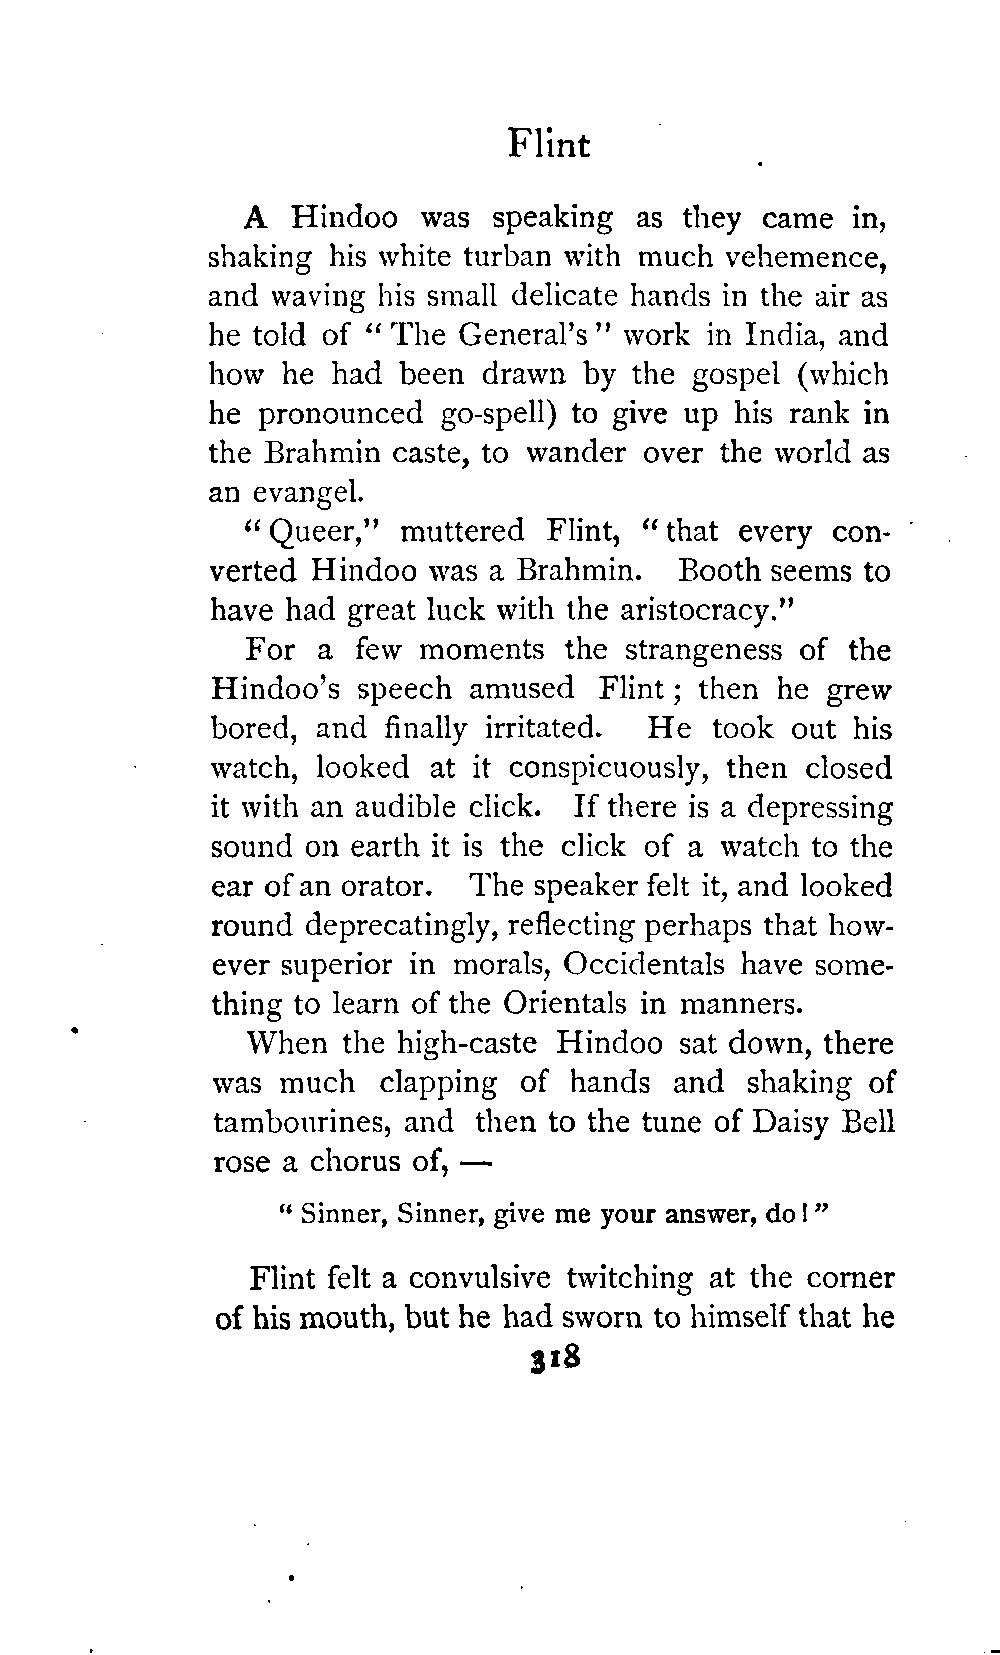 Flint
A Hindoo was speaking as they came in,
shaking his white turban with much vehemence,
and waving his small delicate hands in the air as
he told of “ The General’s ” work in India, and
how he had been drawn by the gospel (which
he pronounced go-spell) to give up his rank in
the Brahmin caste, to wander over the world as
an evangel.
“ Queer,” muttered Flint, “ that every con-
verted Hindoo was a Brahmin. Booth seems to
have had great luck with the aristocracy.”
For a few moments the strangeness of the
Hindoo’s speech amused Flint ; then he grew
bored, and finally irritated. He took out his
watch, looked at it conspicuously, then closed
it with an audible click. If there is a depressing
sound on earth it is the click of a watch to the
ear of an orator. The speaker felt it, and looked
round deprecatingly, reflecting perhaps that how-
ever superior in morals, Occidentals have some-
thing to learn of the Orientals in manners.
When the high-caste Hindoo sat down, there
was much clapping of hands and shaking of
tambourines, and then to the tune of Daisy Bell
rose a chorus of, —
“ Sinner, Sinner, give me your answer, do ! ”
Flint felt a convulsive twitching at the corner
of his mouth, but he had sworn to himself that he
318